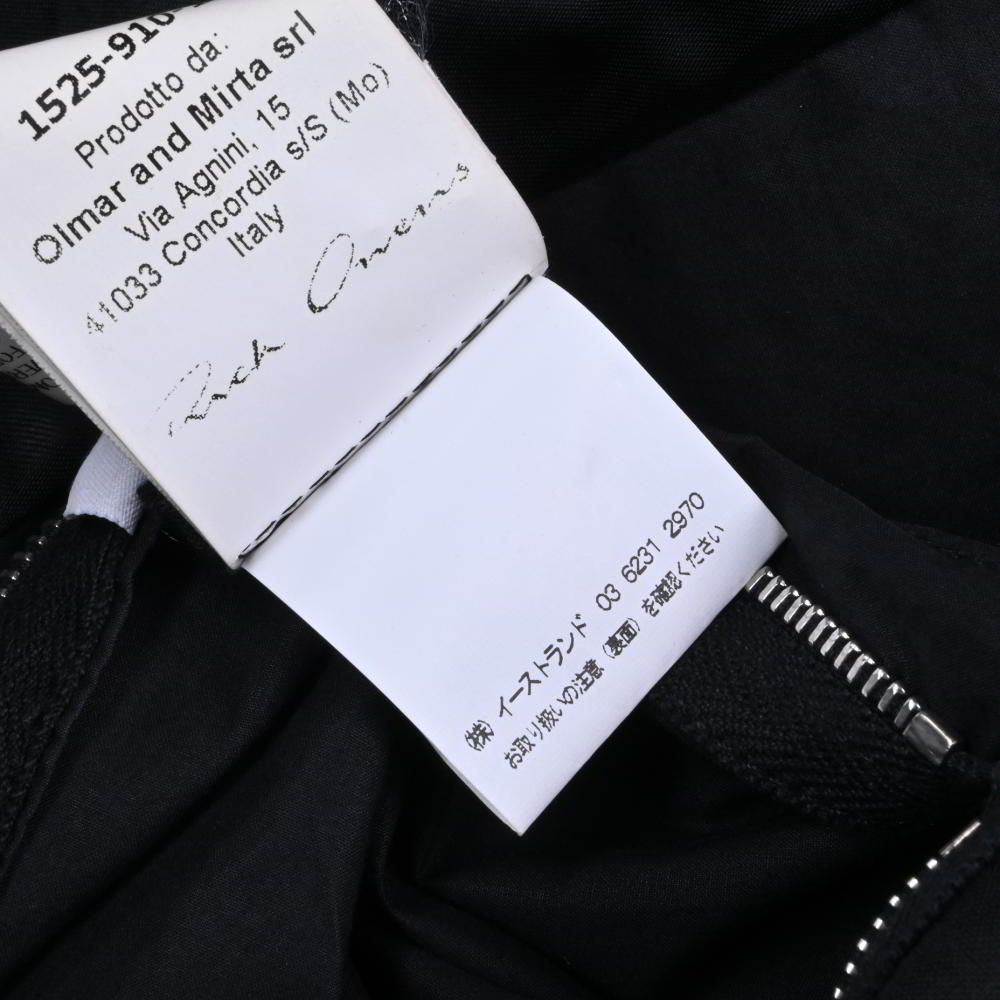 1525-910
Prodotto da:
Olmar and Mirta srl
Via Agnini, 15
41033 Concordia s/S (Mo)
Italy
Rick Owens
(株) イーストランド 03 6231 2970
お取り扱いの注意 (裏面) を確認ください